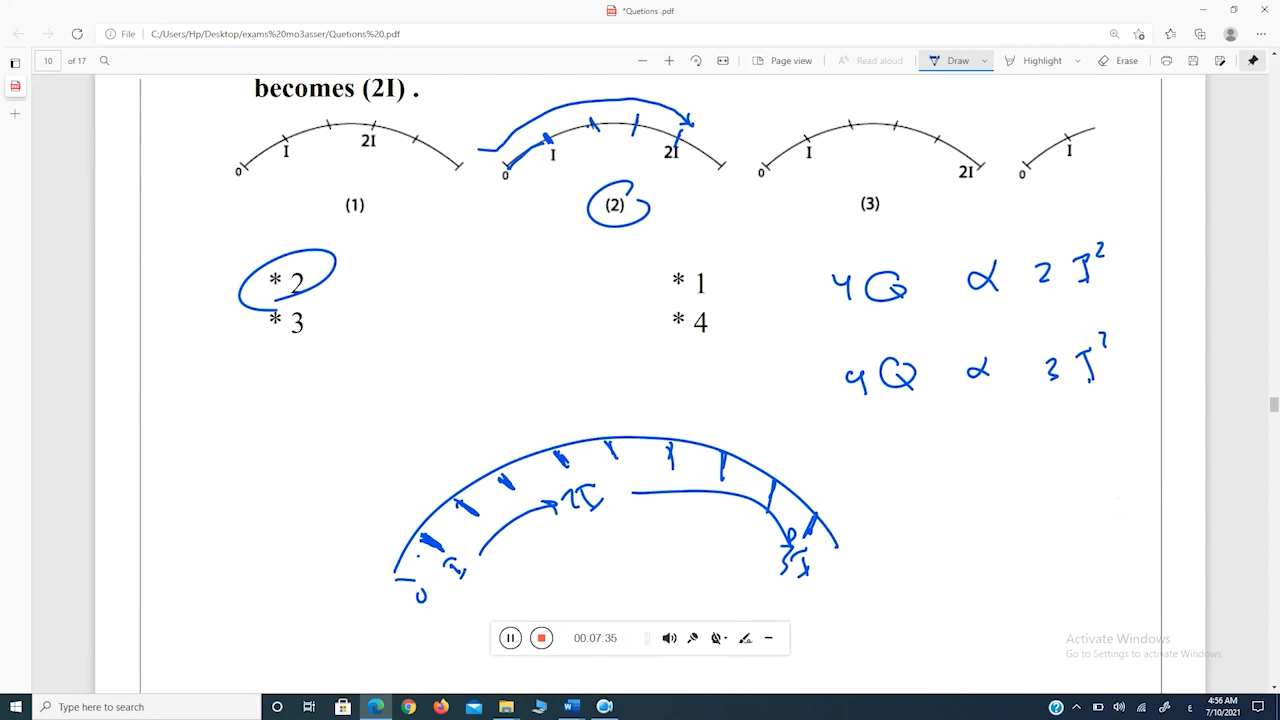 *Quetions .pdf
File C:/Users/Hp/Desktop/exams%20mo3asser/Quetions%20.pdf
10 of 17 Page view Read aloud Draw Highlight Erase
becomes (2I) .
0 I 2I 0 I 2I 0 I 2I 0 I
(1) (2) (3)
* 2 * 1 4 Q α 2 I²
* 3 * 4
4 Q α 3 I²
0 I 2I 3I
00:07:35
Activate Windows
Go to Settings to activate Windows.
Type here to search
4:56 AM
7/10/2021